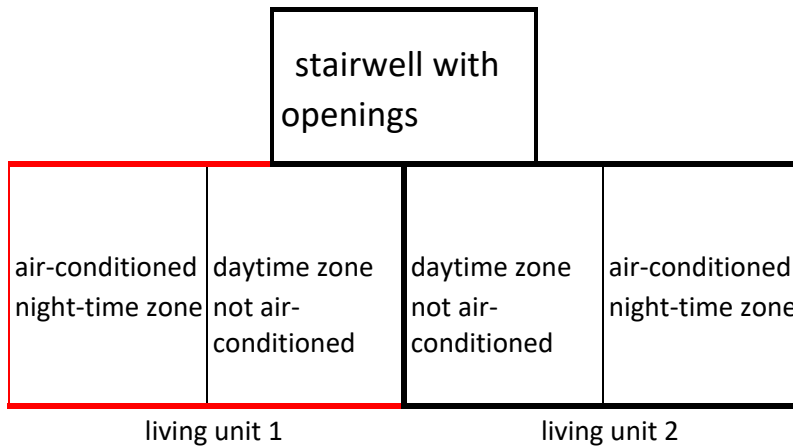 stairwell with
openings
air-conditioned
night-time zone
daytime zone
not air-
conditioned
daytime zone
not air-
conditioned
air-conditioned
night-time zone
living unit 1
living unit 2